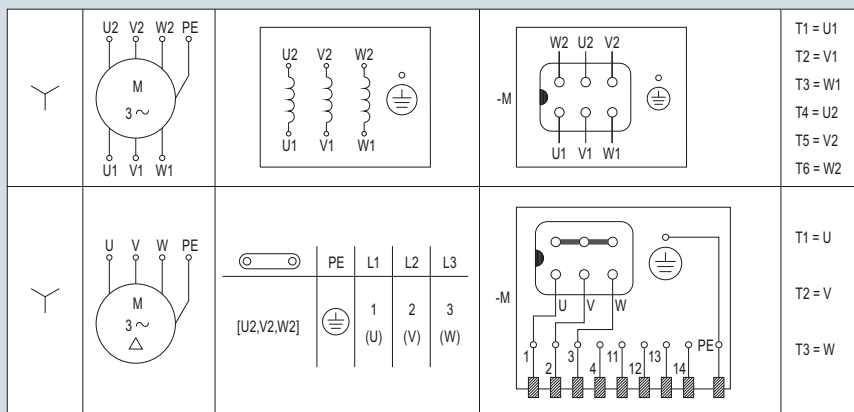 U2 V2 W2 PE
M
3 ~
U1 V1 W1
U2 V2 W2
U1 V1 W1
W2 U2 V2
-M
U1 V1 W1
T1 = U1
T2 = V1
T3 = W1
T4 = U2
T5 = V2
T6 = W2
U V W PE
M
3 ~
PE L1 L2 L3
[U2,V2,W2] 1 2 3
(U) (V) (W)
-M
U V W
1 2 3 4 11 12 13 14 PE
T1 = U
T2 = V
T3 = W